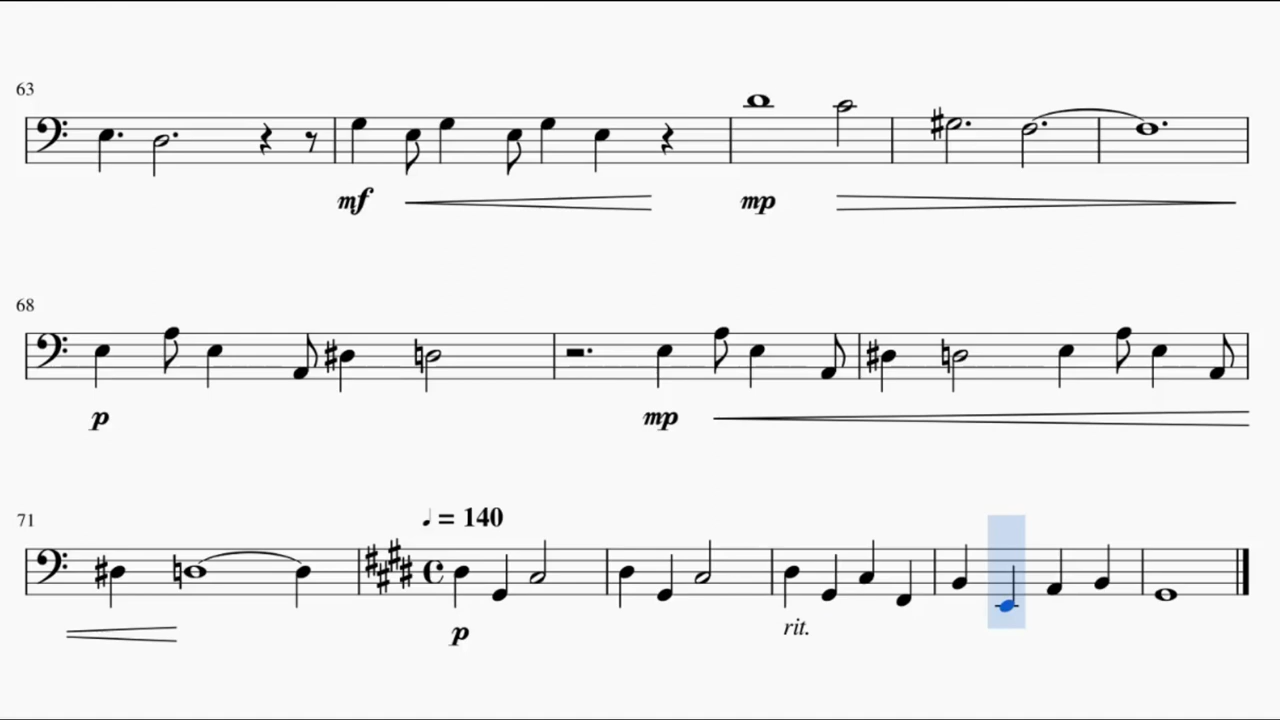 63
mf mp
68
p mp
71
♩ = 140
p
rit.